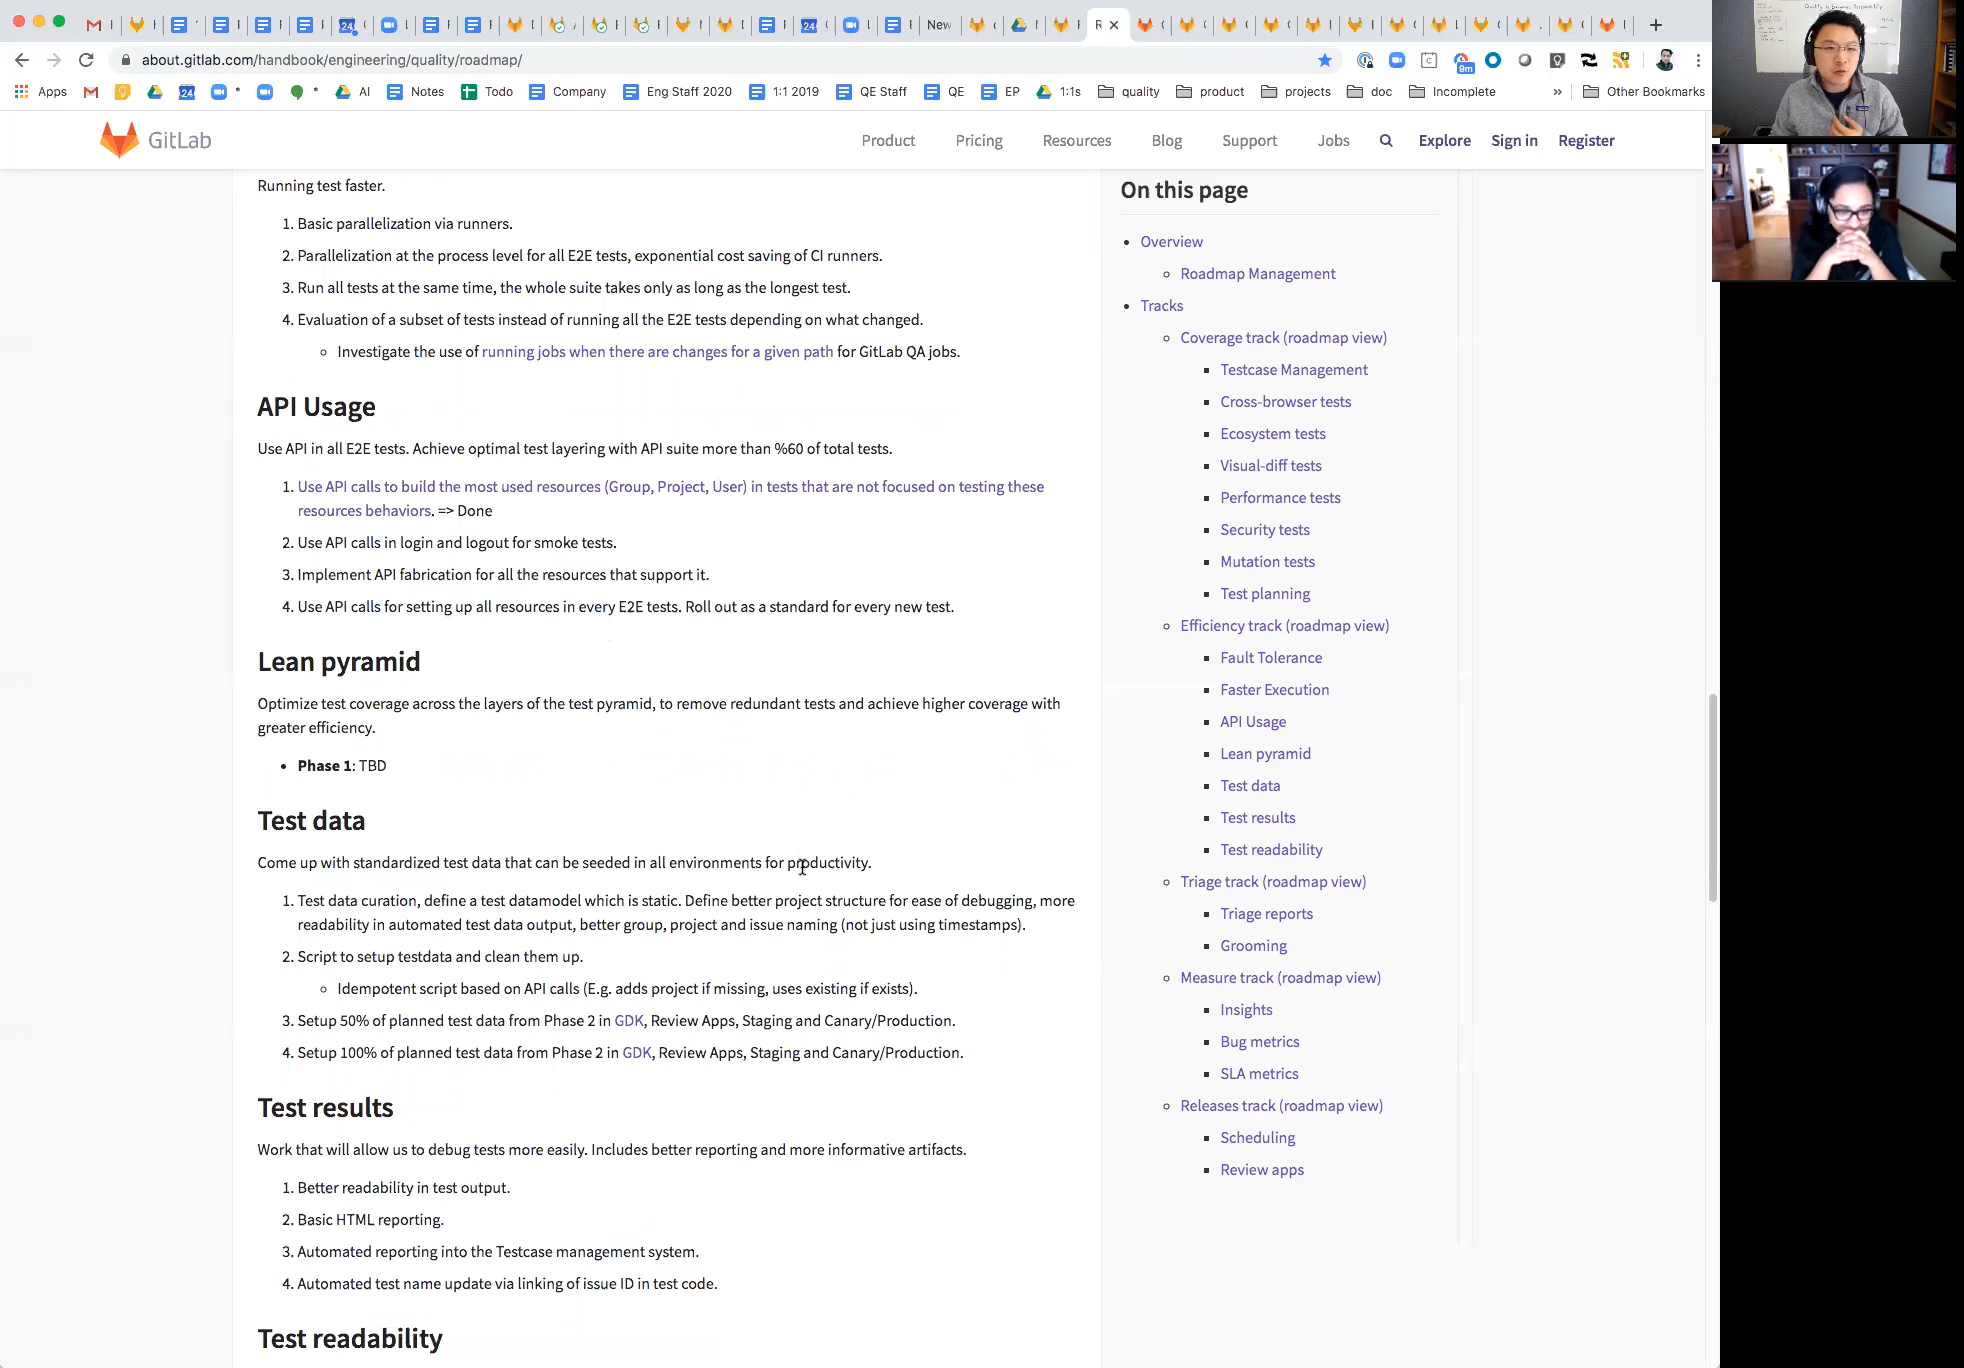 New
about.gitlab.com/handbook/engineering/quality/roadmap/
9m
Apps
AI
Notes
Todo
Company
Eng Staff 2020
1:1 2019
QE Staff
QE
EP
1:1s
quality
product
projects
doc
Incomplete
»
Other Bookmarks
GitLab
Product
Pricing
Resources
Blog
Support
Jobs
Explore
Sign in
Register
Running test faster.
1. Basic parallelization via runners.
2. Parallelization at the process level for all E2E tests, exponential cost saving of CI runners.
3. Run all tests at the same time, the whole suite takes only as long as the longest test.
4. Evaluation of a subset of tests instead of running all the E2E tests depending on what changed.
Investigate the use of running jobs when there are changes for a given path for GitLab QA jobs.
API Usage
Use API in all E2E tests. Achieve optimal test layering with API suite more than %60 of total tests.
1. Use API calls to build the most used resources (Group, Project, User) in tests that are not focused on testing these
resources behaviors. => Done
2. Use API calls in login and logout for smoke tests.
3. Implement API fabrication for all the resources that support it.
4. Use API calls for setting up all resources in every E2E tests. Roll out as a standard for every new test.
Lean pyramid
Optimize test coverage across the layers of the test pyramid, to remove redundant tests and achieve higher coverage with
greater efficiency.
Phase 1: TBD
Test data
Come up with standardized test data that can be seeded in all environments for productivity.
1. Test data curation, define a test datamodel which is static. Define better project structure for ease of debugging, more
readability in automated test data output, better group, project and issue naming (not just using timestamps).
2. Script to setup testdata and clean them up.
Idempotent script based on API calls (E.g. adds project if missing, uses existing if exists).
3. Setup 50% of planned test data from Phase 2 in GDK, Review Apps, Staging and Canary/Production.
4. Setup 100% of planned test data from Phase 2 in GDK, Review Apps, Staging and Canary/Production.
Test results
Work that will allow us to debug tests more easily. Includes better reporting and more informative artifacts.
1. Better readability in test output.
2. Basic HTML reporting.
3. Automated reporting into the Testcase management system.
4. Automated test name update via linking of issue ID in test code.
Test readability
On this page
Overview
Roadmap Management
Tracks
Coverage track (roadmap view)
Testcase Management
Cross-browser tests
Ecosystem tests
Visual-diff tests
Performance tests
Security tests
Mutation tests
Test planning
Efficiency track (roadmap view)
Fault Tolerance
Faster Execution
API Usage
Lean pyramid
Test data
Test results
Test readability
Triage track (roadmap view)
Triage reports
Grooming
Measure track (roadmap view)
Insights
Bug metrics
SLA metrics
Releases track (roadmap view)
Scheduling
Review apps